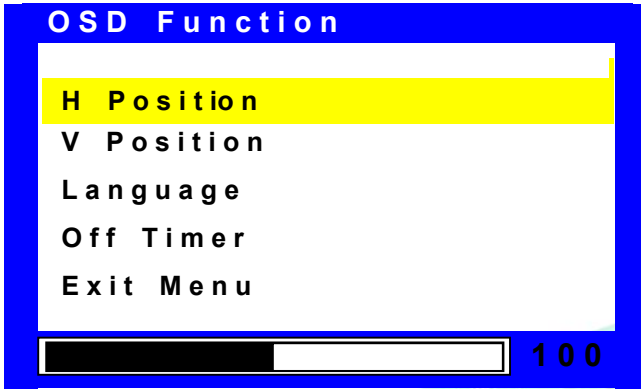 OSD Function
H Position
V Position
Language
Off Timer
Exit Menu
100